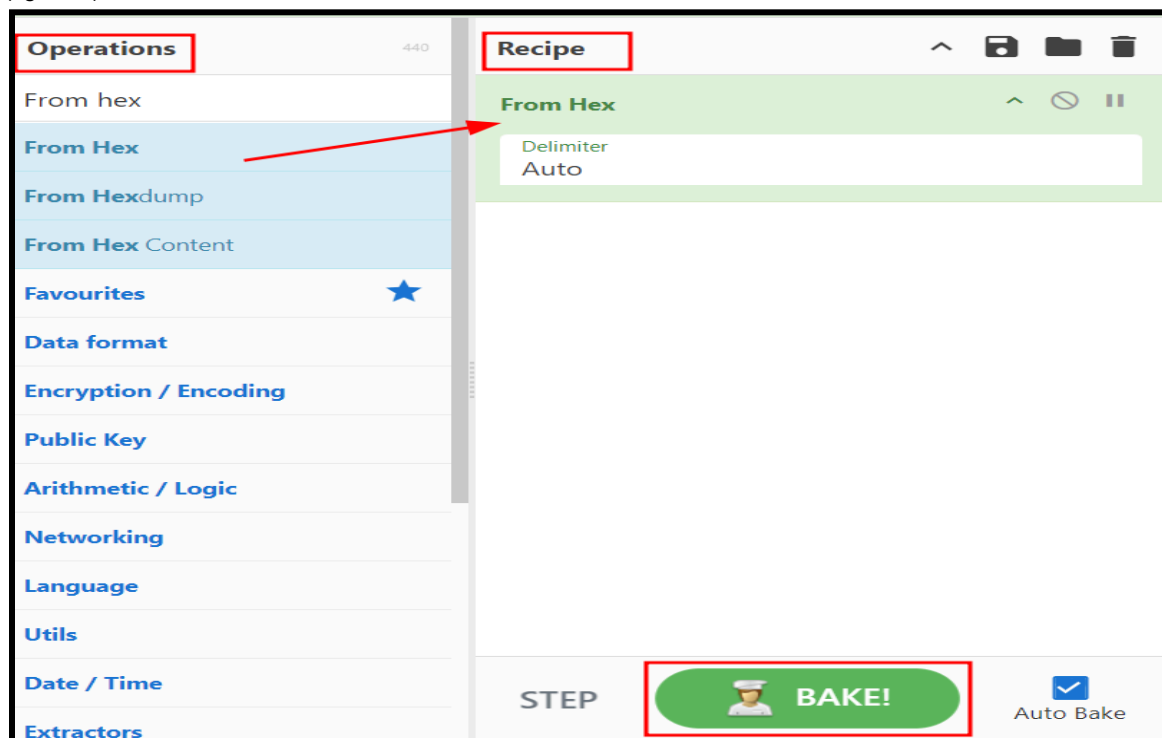 Operations 440
From hex
From Hex
From Hexdump
From Hex Content
Favourites
Data format
Encryption / Encoding
Public Key
Arithmetic / Logic
Networking
Language
Utils
Date / Time
Extractors
Recipe
From Hex
Delimiter
Auto
STEP
BAKE!
Auto Bake